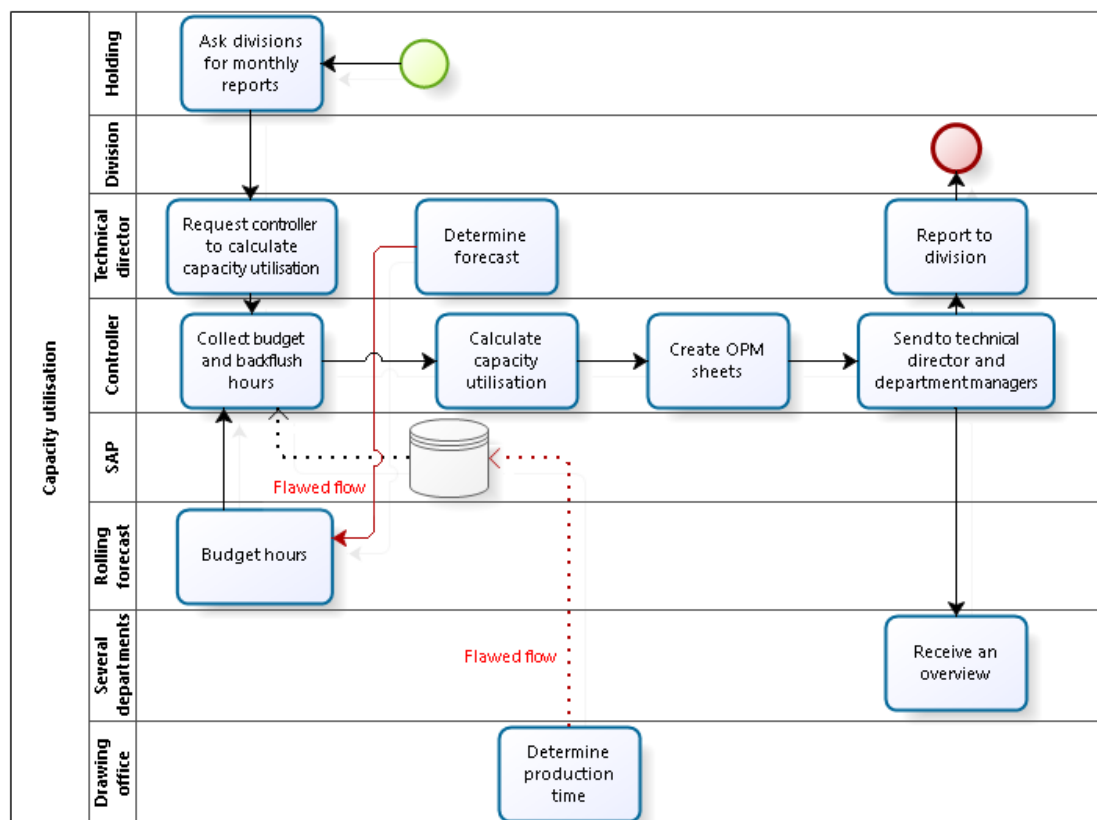 Capacity utilisation
Holding
Ask divisions
for monthly
reports
Division
Technical
director
Request controller
to calculate
capacity utilisation
Determine
forecast
Report to
division
Controller
Collect budget
and backflush
hours
Calculate
capacity
utilisation
Create OPM
sheets
Send to technical
director and
department managers
SAP
Flawed flow
Rolling
forecast
Budget hours
Several
departments
Flawed flow
Receive an
overview
Drawing
office
Determine
production
time